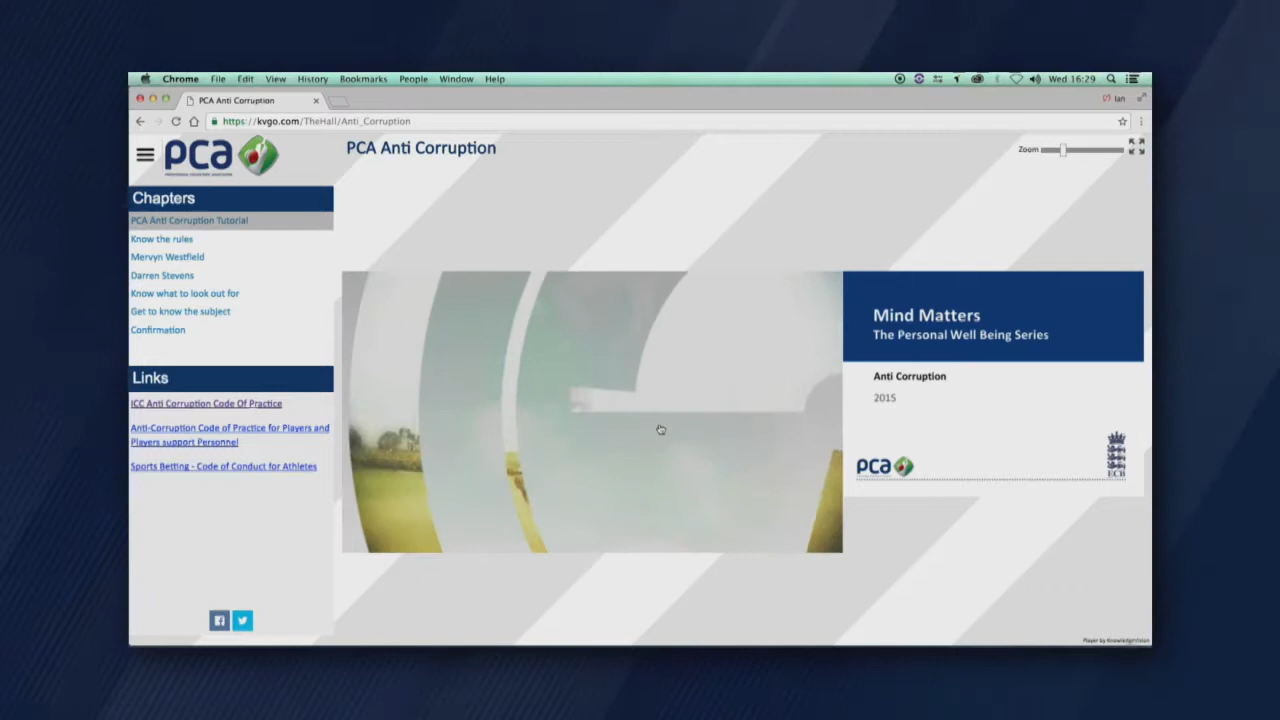 Chrome File Edit View History Bookmarks People Window Help Wed 16:29
PCA Anti Corruption Ian
https://kvgo.com/TheHall/Anti_Corruption
pca
PCA Anti Corruption
Zoom
Chapters
PCA Anti Corruption Tutorial
Know the rules
Mervyn Westfield
Darren Stevens
Know what to look out for
Get to know the subject
Confirmation
Links
ICC Anti Corruption Code Of Practice
Anti-Corruption Code of Practice for Players and
Players support Personnel
Sports Betting - Code of Conduct for Athletes
Mind Matters
The Personal Well Being Series
Anti Corruption
2015
pca
ECB
Player by KnowledgeVision